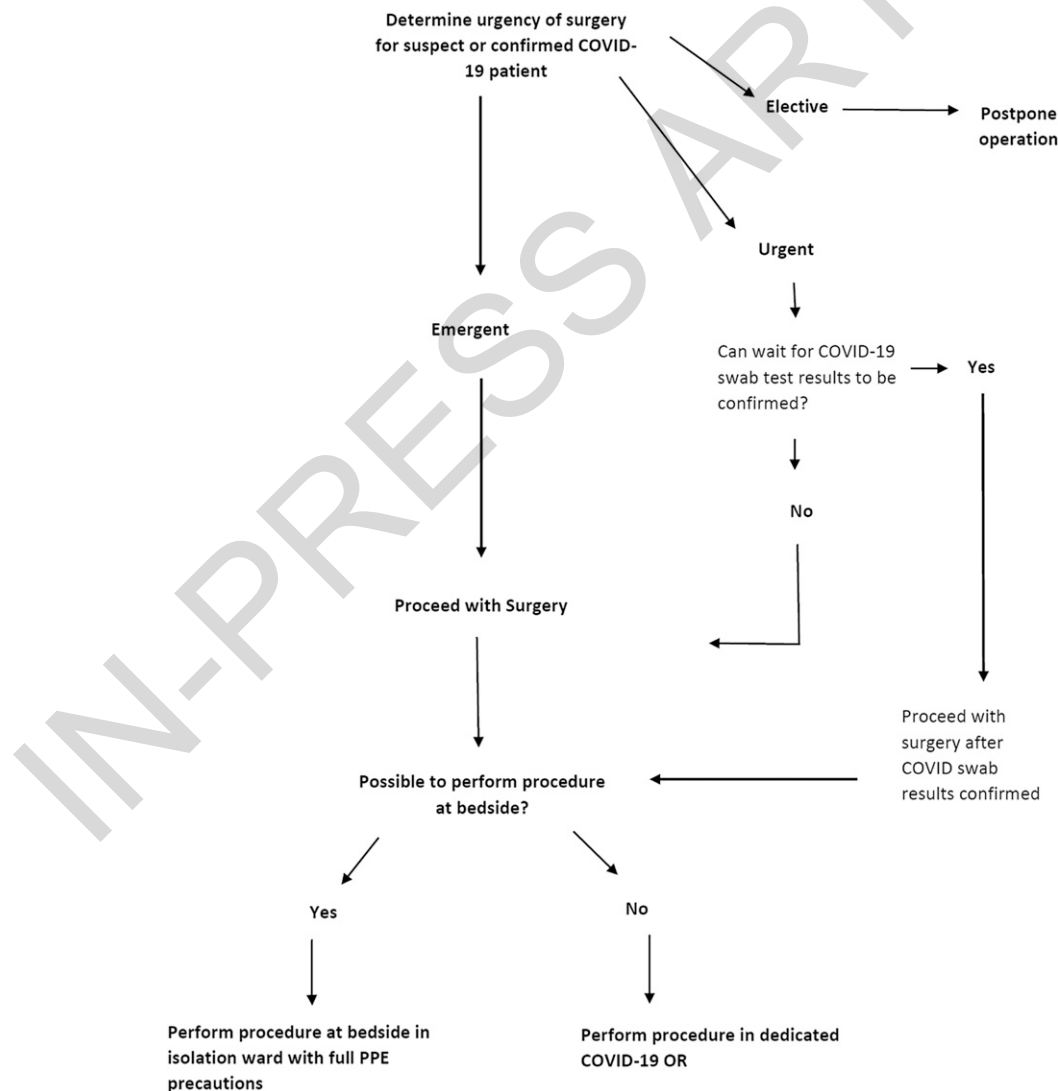 Determine urgency of surgery
for suspect or confirmed COVID-
19 patient
Elective
Postpone
operation
Urgent
Emergent
Can wait for COVID-19
swab test results to be
confirmed?
Yes
No
Proceed with Surgery
Proceed with
surgery after
COVID swab
results confirmed
Possible to perform procedure
at bedside?
Yes
No
Perform procedure at bedside in
isolation ward with full PPE
precautions
Perform procedure in dedicated
COVID-19 OR
IN-PRESS AR